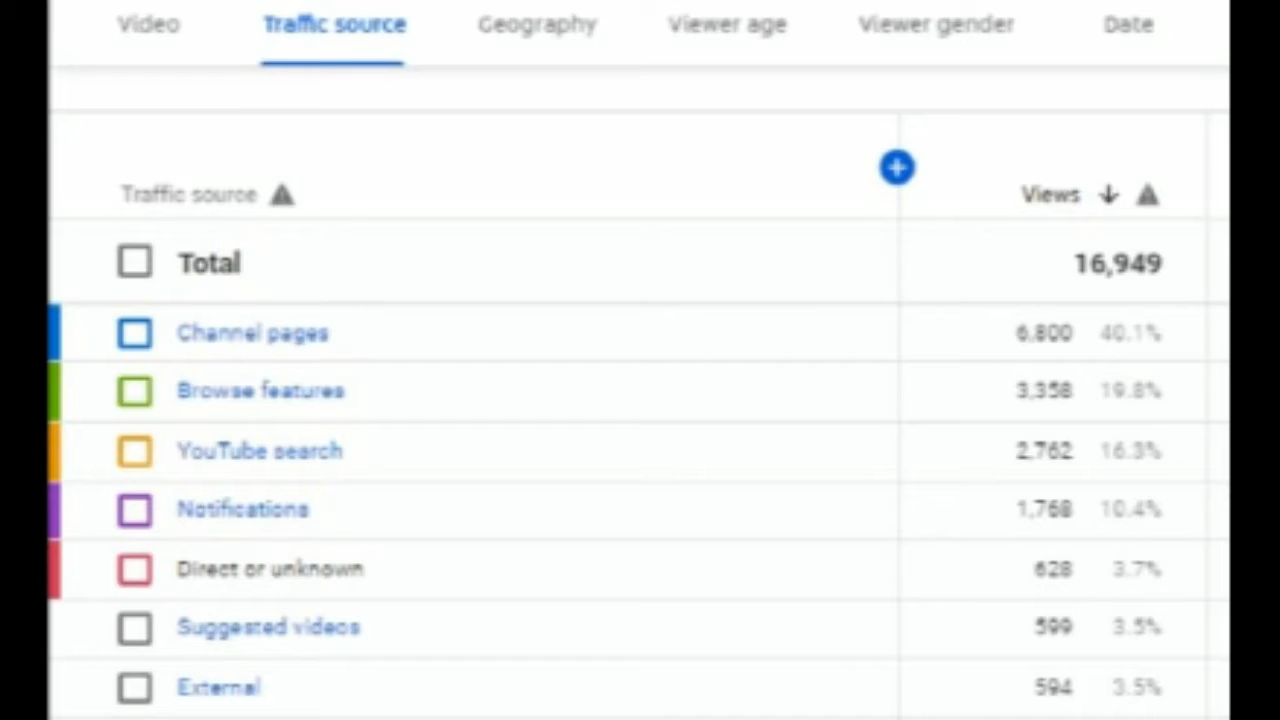 Video Traffic source Geography Viewer age Viewer gender Date
Traffic source Views
Total 16,949
Channel pages 6,800 40.1%
Browse features 3,358 19.8%
YouTube search 2,762 16.3%
Notifications 1,768 10.4%
Direct or unknown 628 3.7%
Suggested videos 599 3.5%
External 594 3.5%